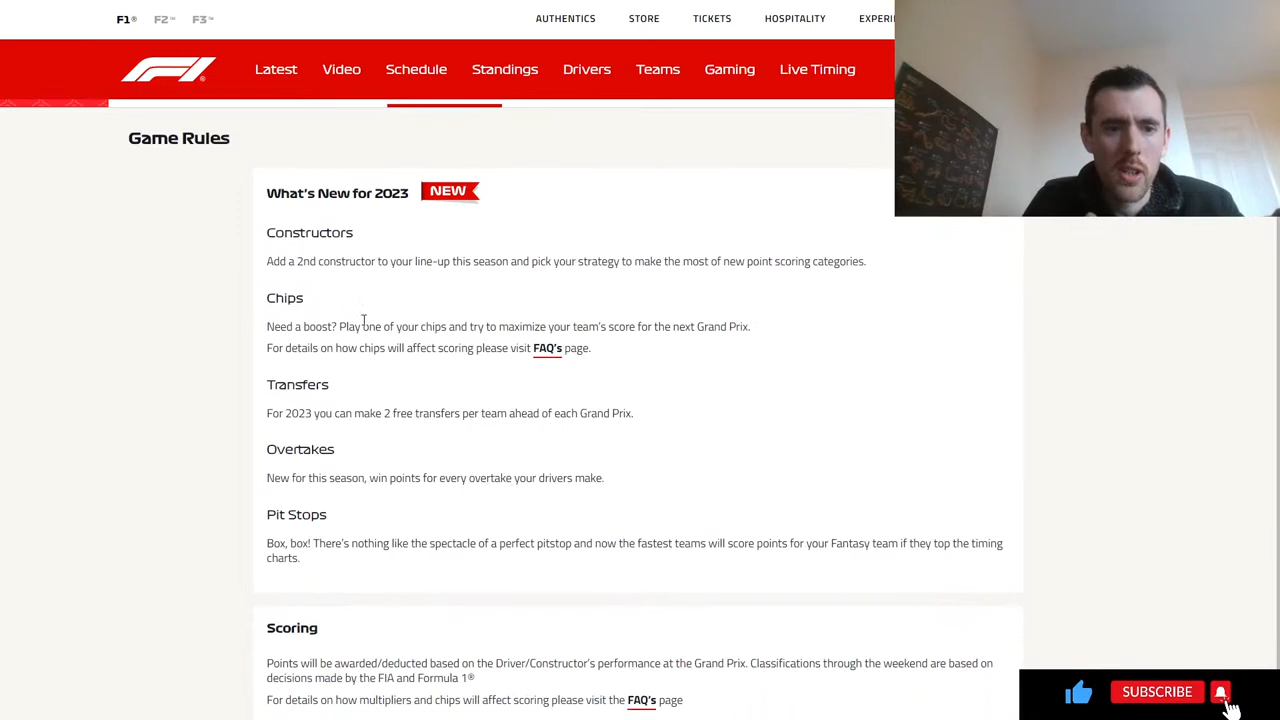 F1® F2™ F3™ AUTHENTICS STORE TICKETS HOSPITALITY
F1® Latest Video Schedule Standings Drivers Teams Gaming Live Timing
Game Rules
What's New for 2023 NEW
Constructors
Add a 2nd constructor to your line-up this season and pick your strategy to make the most of new point scoring categories.
Chips
Need a boost? Play one of your chips and try to maximize your team's score for the next Grand Prix.
For details on how chips will affect scoring please visit FAQ's page.
Transfers
For 2023 you can make 2 free transfers per team ahead of each Grand Prix.
Overtakes
New for this season, win points for every overtake your drivers make.
Pit Stops
Box, box! There's nothing like the spectacle of a perfect pitstop and now the fastest teams will score points for your Fantasy team if they top the timing
charts.
Scoring
Points will be awarded/deducted based on the Driver/Constructor's performance at the Grand Prix. Classifications through the weekend are based on
decisions made by the FIA and Formula 1®
For details on how multipliers and chips will affect scoring please visit the FAQ's page
SUBSCRIBE